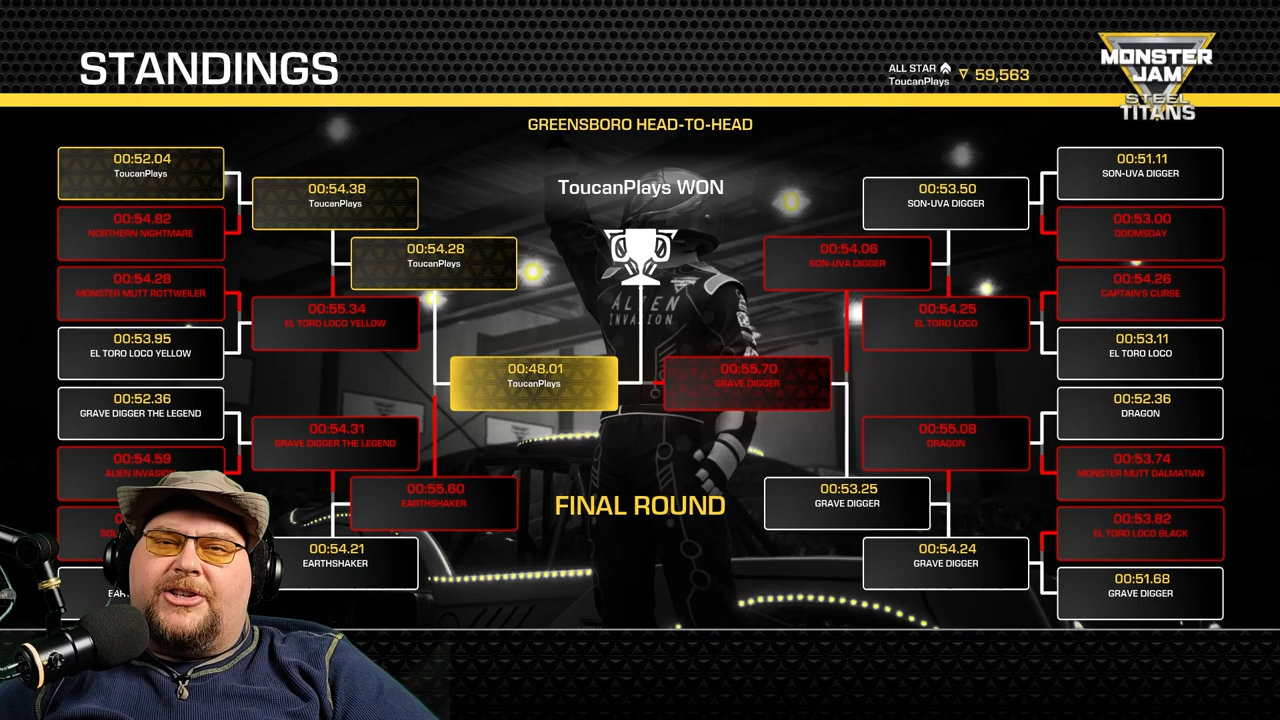 STANDINGS
ALL STAR
ToucanPlays
59,563
MONSTER
JAM
STEEL
TITANS
GREENSBORO HEAD-TO-HEAD
ToucanPlays WON
00:52.04
ToucanPlays
00:54.82
NORTHERN NIGHTMARE
00:54.28
MONSTER MUTT ROTTWEILER
00:53.95
EL TORO LOCO YELLOW
00:52.36
GRAVE DIGGER THE LEGEND
00:54.59
ALIEN INVASION
00:54.38
ToucanPlays
00:55.34
EL TORO LOCO YELLOW
00:54.31
GRAVE DIGGER THE LEGEND
00:54.21
EARTHSHAKER
00:54.28
ToucanPlays
00:55.60
EARTHSHAKER
00:48.01
ToucanPlays
ALIEN
INVASION
FINAL ROUND
00:55.70
GRAVE DIGGER
00:54.06
SON-UVA DIGGER
00:53.25
GRAVE DIGGER
00:53.50
SON-UVA DIGGER
00:54.25
EL TORO LOCO
00:55.08
DRAGON
00:54.24
GRAVE DIGGER
00:51.11
SON-UVA DIGGER
00:53.00
DOOMSDAY
00:54.26
CAPTAIN'S CURSE
00:53.11
EL TORO LOCO
00:52.36
DRAGON
00:53.74
MONSTER MUTT DALMATIAN
00:53.82
EL TORO LOCO BLACK
00:51.68
GRAVE DIGGER